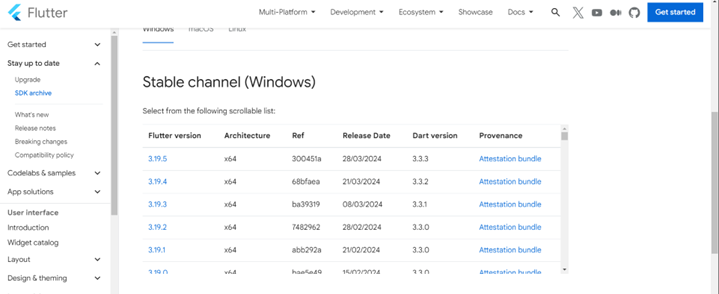 Flutter
Multi-Platform Development Ecosystem Showcase Docs Get started
Get started
Stay up to date
Upgrade
SDK archive
What's new
Release notes
Breaking changes
Compatibility policy
Codelabs & samples
App solutions
User interface
Introduction
Widget catalog
Layout
Design & theming
Windows macOS Linux
Stable channel (Windows)
Select from the following scrollable list:
Flutter version Architecture Ref Release Date Dart version Provenance
3.19.5 x64 300451a 28/03/2024 3.3.3 Attestation bundle
3.19.4 x64 68bfaea 21/03/2024 3.3.2 Attestation bundle
3.19.3 x64 ba39319 08/03/2024 3.3.1 Attestation bundle
3.19.2 x64 7482962 28/02/2024 3.3.0 Attestation bundle
3.19.1 x64 abb292a 21/02/2024 3.3.0 Attestation bundle
3.19.0 x64 bae5e49 15/02/2024 3.3.0 Attestation bundle